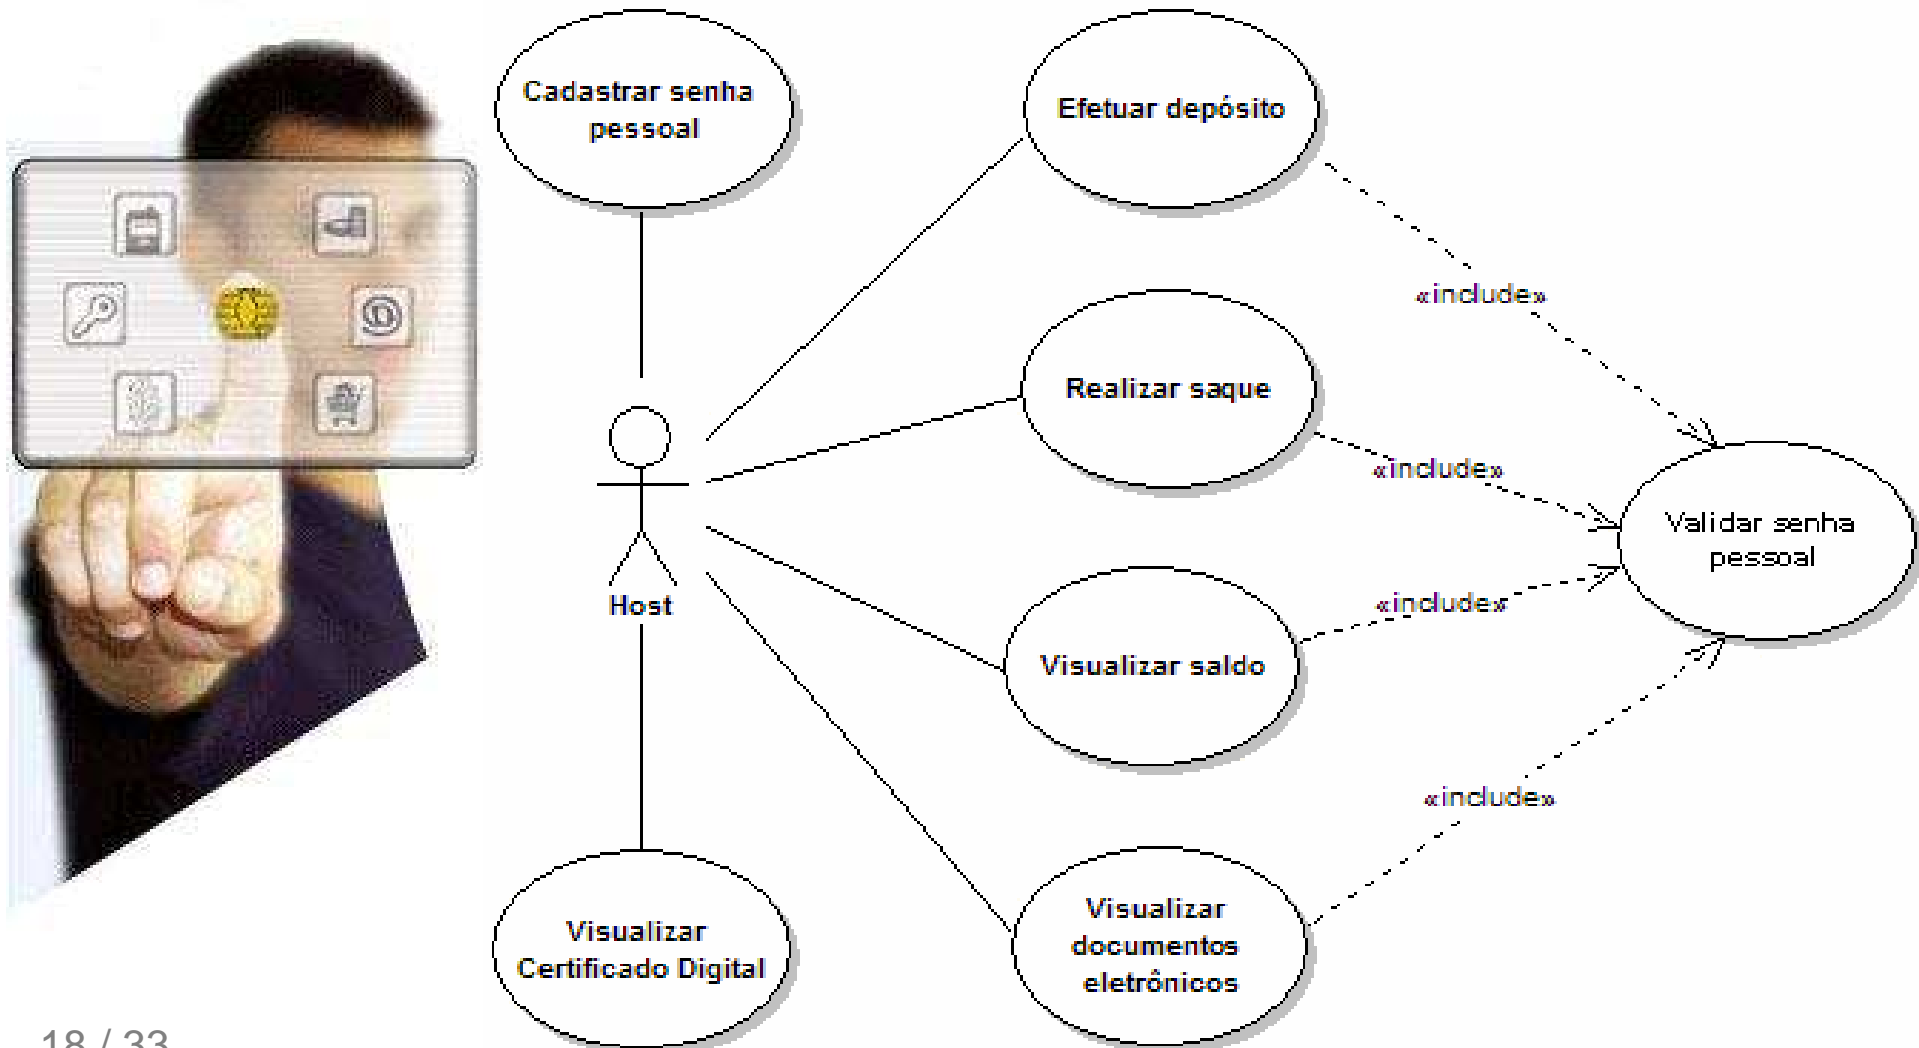 Cadastrar senha
pessoal
Efetuar depósito
«include»
Realizar saque
«include»
Validar senha
pessoal
Host
«include»
Visualizar saldo
«include»
Visualizar
Certificado Digital
Visualizar
documentos
eletrônicos
18 / 33